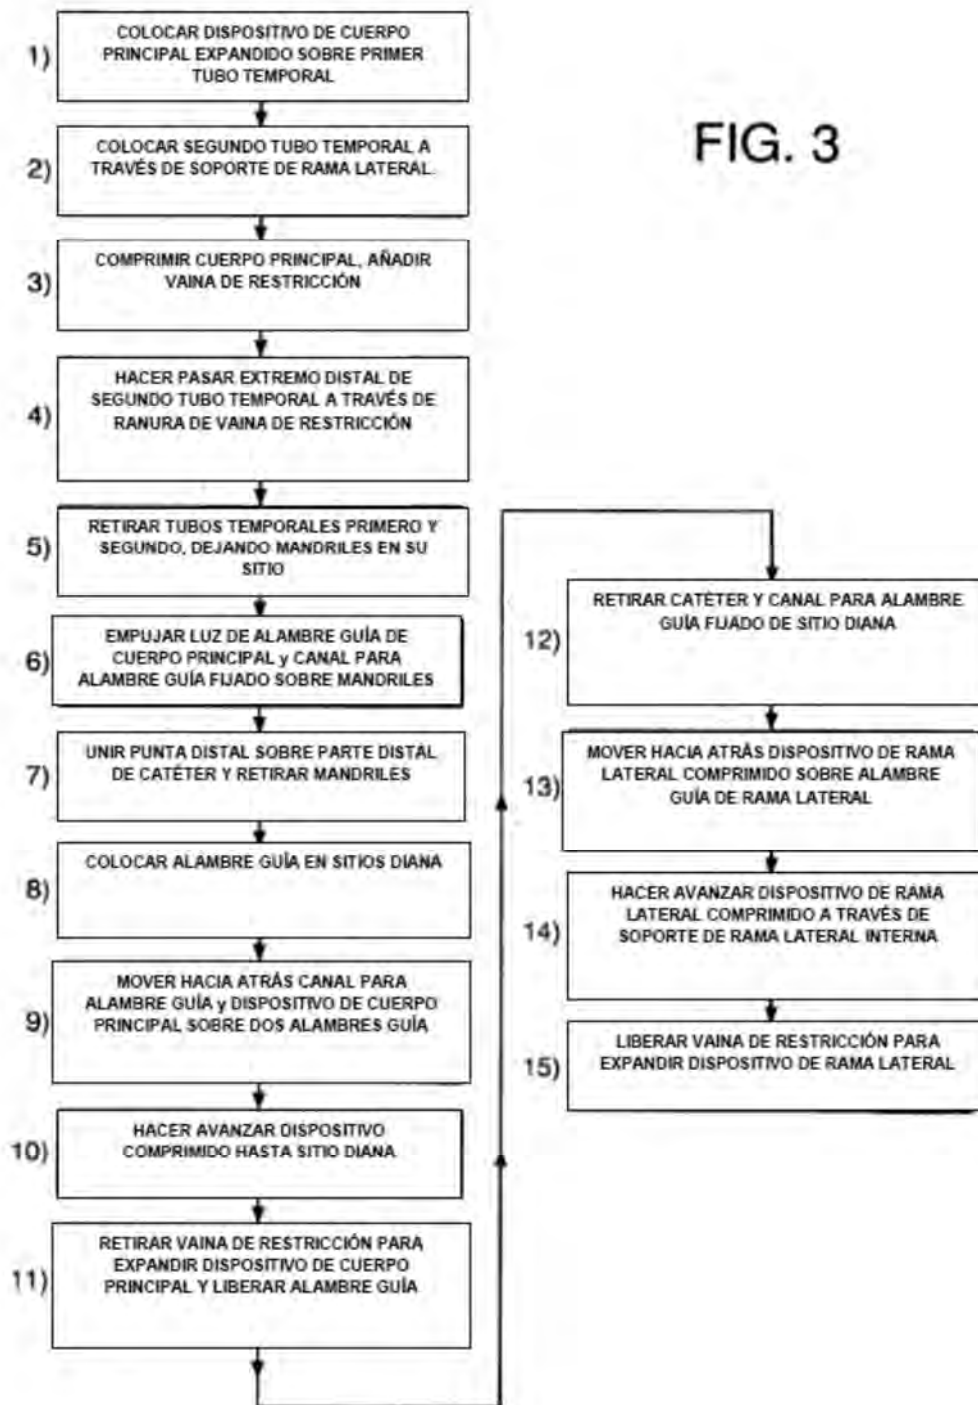 FIG. 3
1)
COLOCAR DISPOSITIVO DE CUERPO
PRINCIPAL EXPANDIDO SOBRE PRIMER
TUBO TEMPORAL
2)
COLOCAR SEGUNDO TUBO TEMPORAL A
TRAVÉS DE SOPORTE DE RAMA LATERAL.
3)
COMPRIMIR CUERPO PRINCIPAL, AÑADIR
VAINA DE RESTRICCIÓN
4)
HACER PASAR EXTREMO DISTAL DE
SEGUNDO TUBO TEMPORAL A TRAVÉS DE
RANURA DE VAINA DE RESTRICCIÓN
5)
RETIRAR TUBOS TEMPORALES PRIMERO Y
SEGUNDO, DEJANDO MANDRILES EN SU
SITIO
6)
EMPUJAR LUZ DE ALAMBRE GUÍA DE
CUERPO PRINCIPAL y CANAL PARA
ALAMBRE GUÍA FIJADO SOBRE MANDRILES
7)
UNIR PUNTA DISTAL SOBRE PARTE DISTAL
DE CATÉTER Y RETIRAR MANDRILES
8)
COLOCAR ALAMBRE GUÍA EN SITIOS DIANA
9)
MOVER HACIA ATRÁS CANAL PARA
ALAMBRE GUÍA y DISPOSITIVO DE CUERPO
PRINCIPAL SOBRE DOS ALAMBRES GUÍA
10)
HACER AVANZAR DISPOSITIVO
COMPRIMIDO HASTA SITIO DIANA
11)
RETIRAR VAINA DE RESTRICCIÓN PARA
EXPANDIR DISPOSITIVO DE CUERPO
PRINCIPAL Y LIBERAR ALAMBRE GUÍA
12)
RETIRAR CATÉTER Y CANAL PARA ALAMBRE
GUÍA FIJADO DE SITIO DIANA
13)
MOVER HACIA ATRÁS DISPOSITIVO DE RAMA
LATERAL COMPRIMIDO SOBRE ALAMBRE
GUÍA DE RAMA LATERAL
14)
HACER AVANZAR DISPOSITIVO DE RAMA
LATERAL COMPRIMIDO A TRAVÉS DE
SOPORTE DE RAMA LATERAL INTERNA
15)
LIBERAR VAINA DE RESTRICCIÓN PARA
EXPANDIR DISPOSITIVO DE RAMA LATERAL